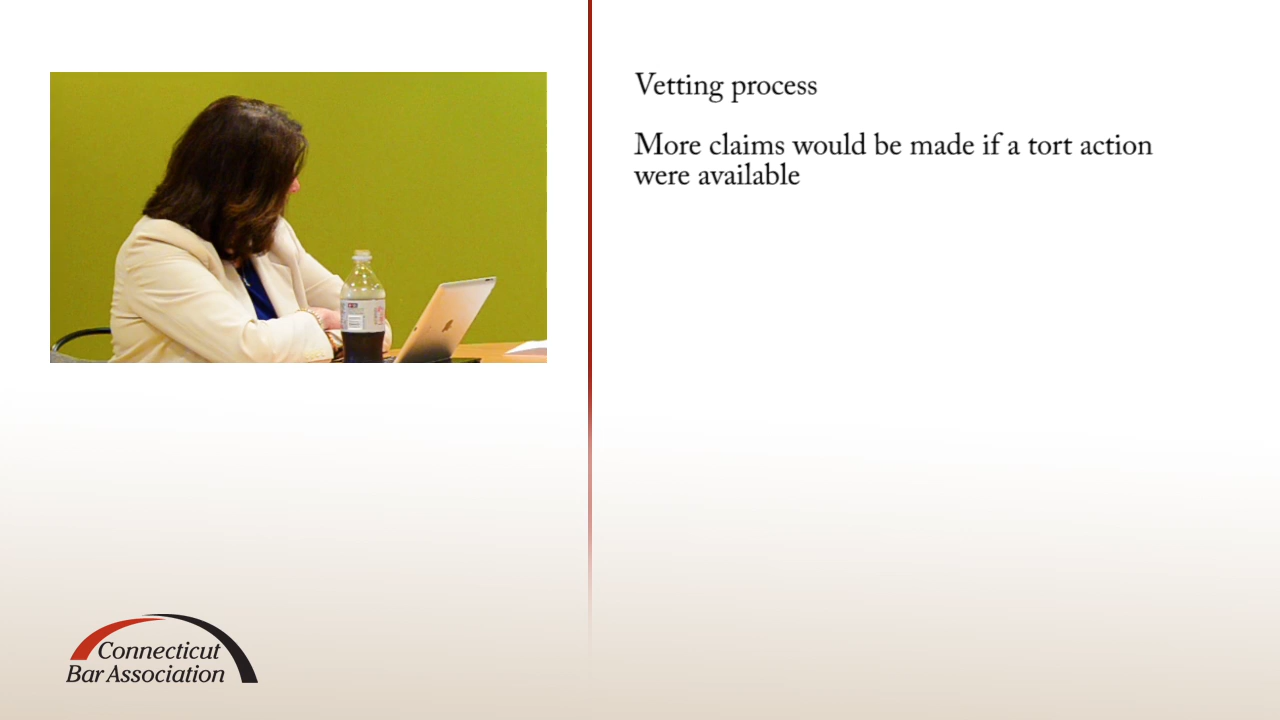 Vetting process
More claims would be made if a tort action
were available
Connecticut
Bar Association